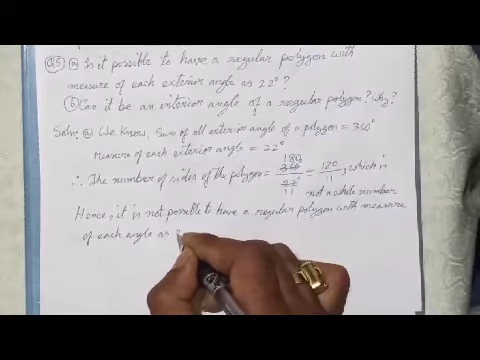 Q5) a Is it possible to have a regular polygon with
measure of each exterior angle as 22°?
b Can it be an interior angle of a regular polygon? Why?
Soln: a We know, Sum of all exterior angle of a polygon = 360°
Measure of each exterior angle = 22°
∴ The number of sides of the polygon = 360° 180 / 22° 11 = 180/11, which is
not a whole number
Hence, it is not possible to have a regular polygon with measure
of each angle as